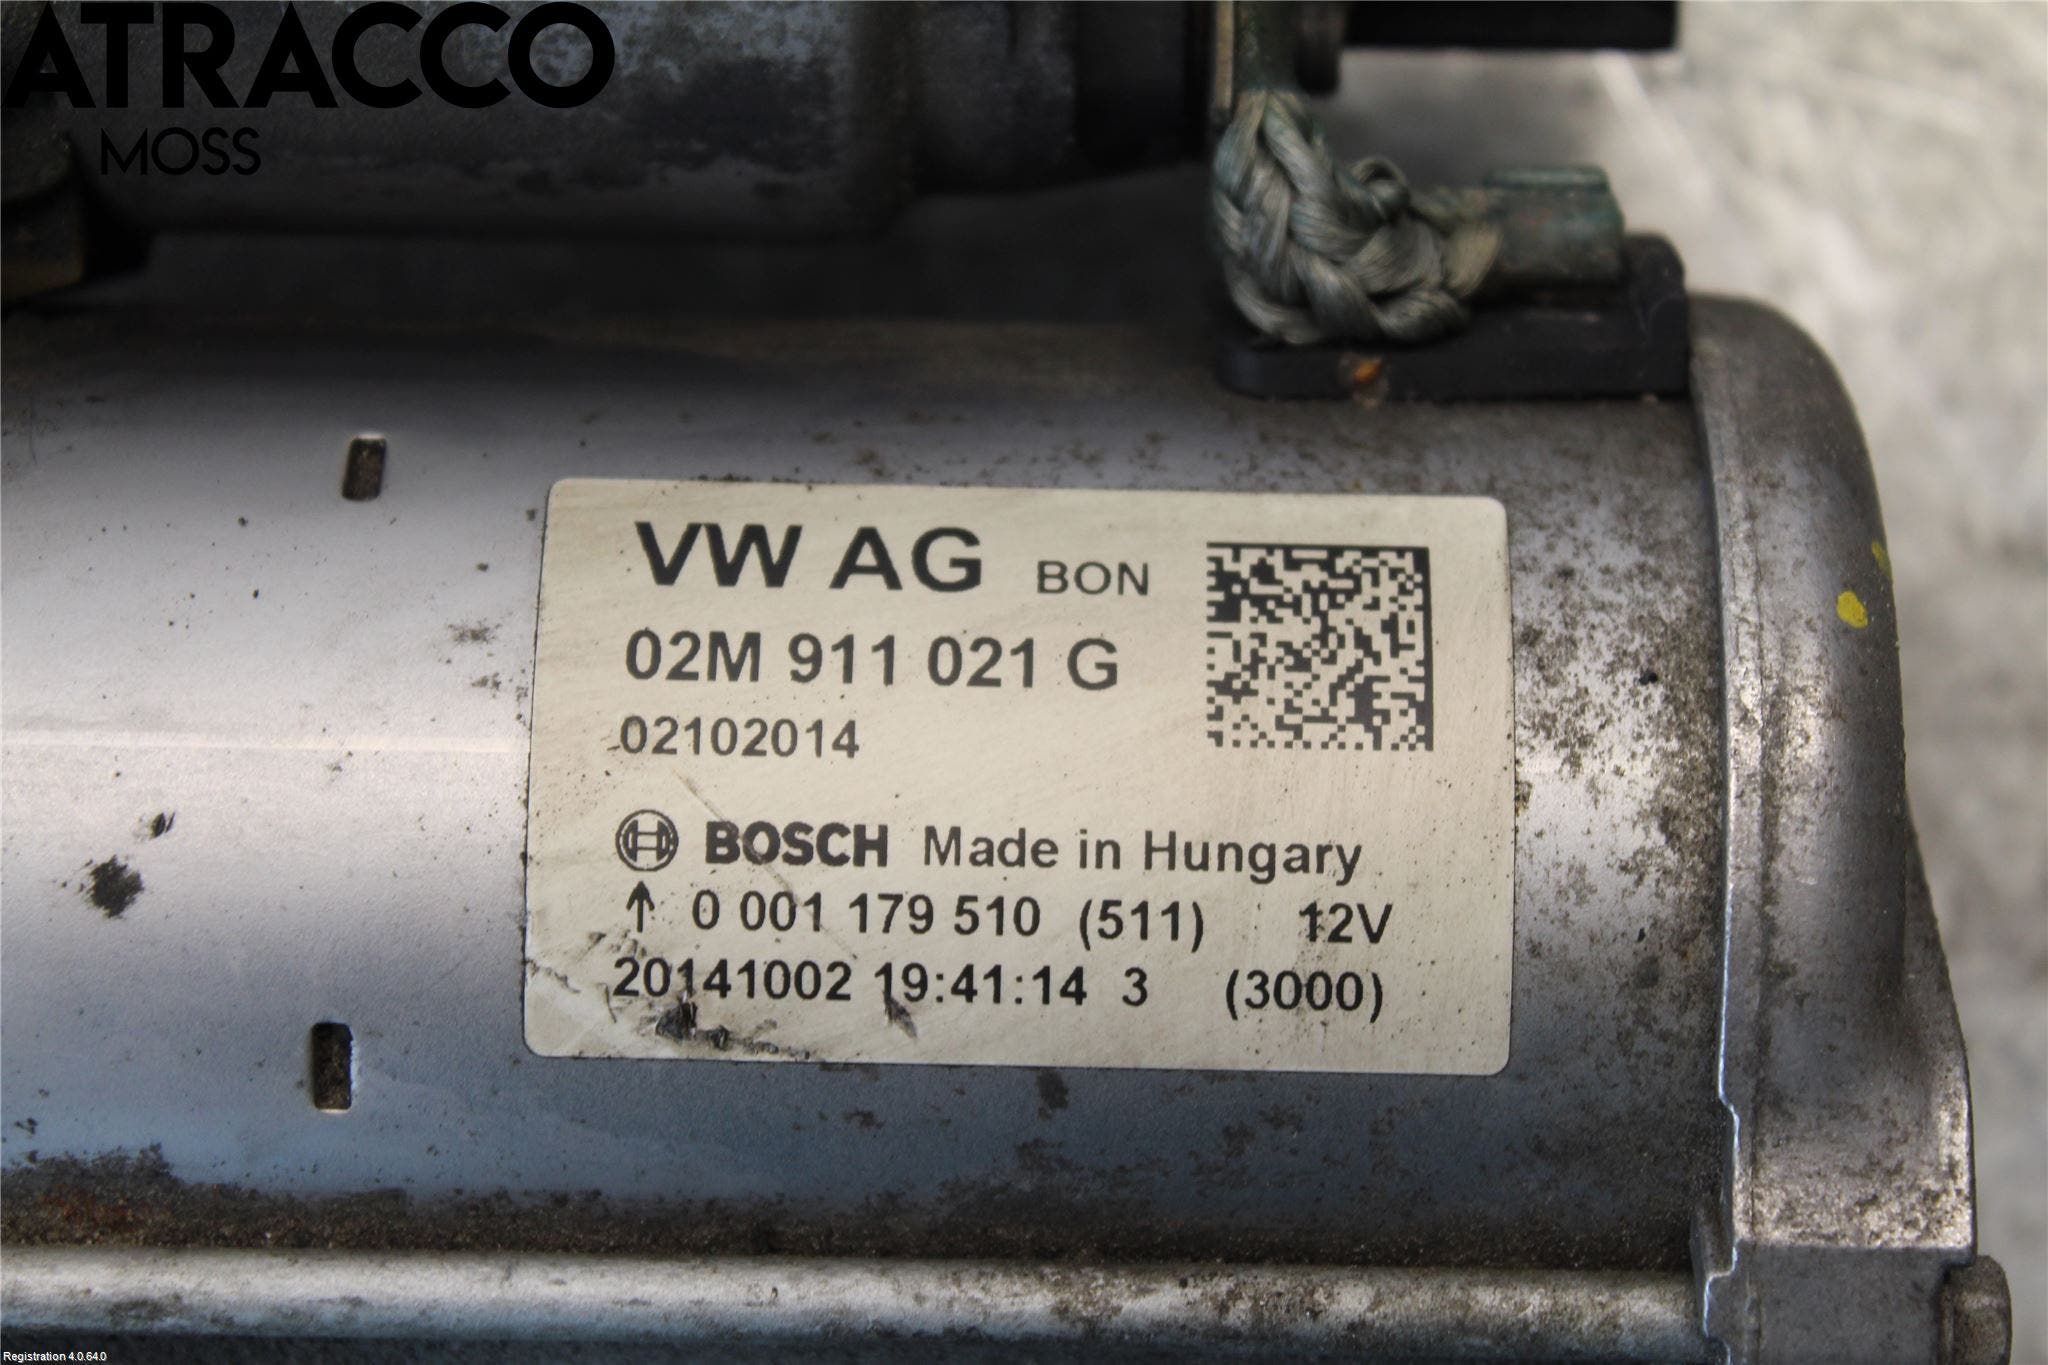 ATRACCO
MOSS
VW AG BON
02M 911 021 G
02102014
BOSCH Made in Hungary
↑ 0 001 179 510 (511) 12V
20141002 19:41:14 3 (3000)
Registration 4.0.64.0